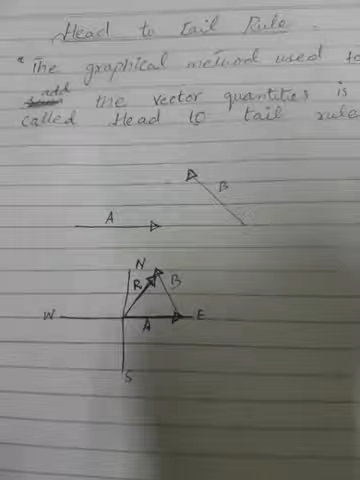 Head to Tail Rule.
"The graphical method used to
add the vector quantities is
called Head to tail rule
B
A
N
R B
W E
A
S